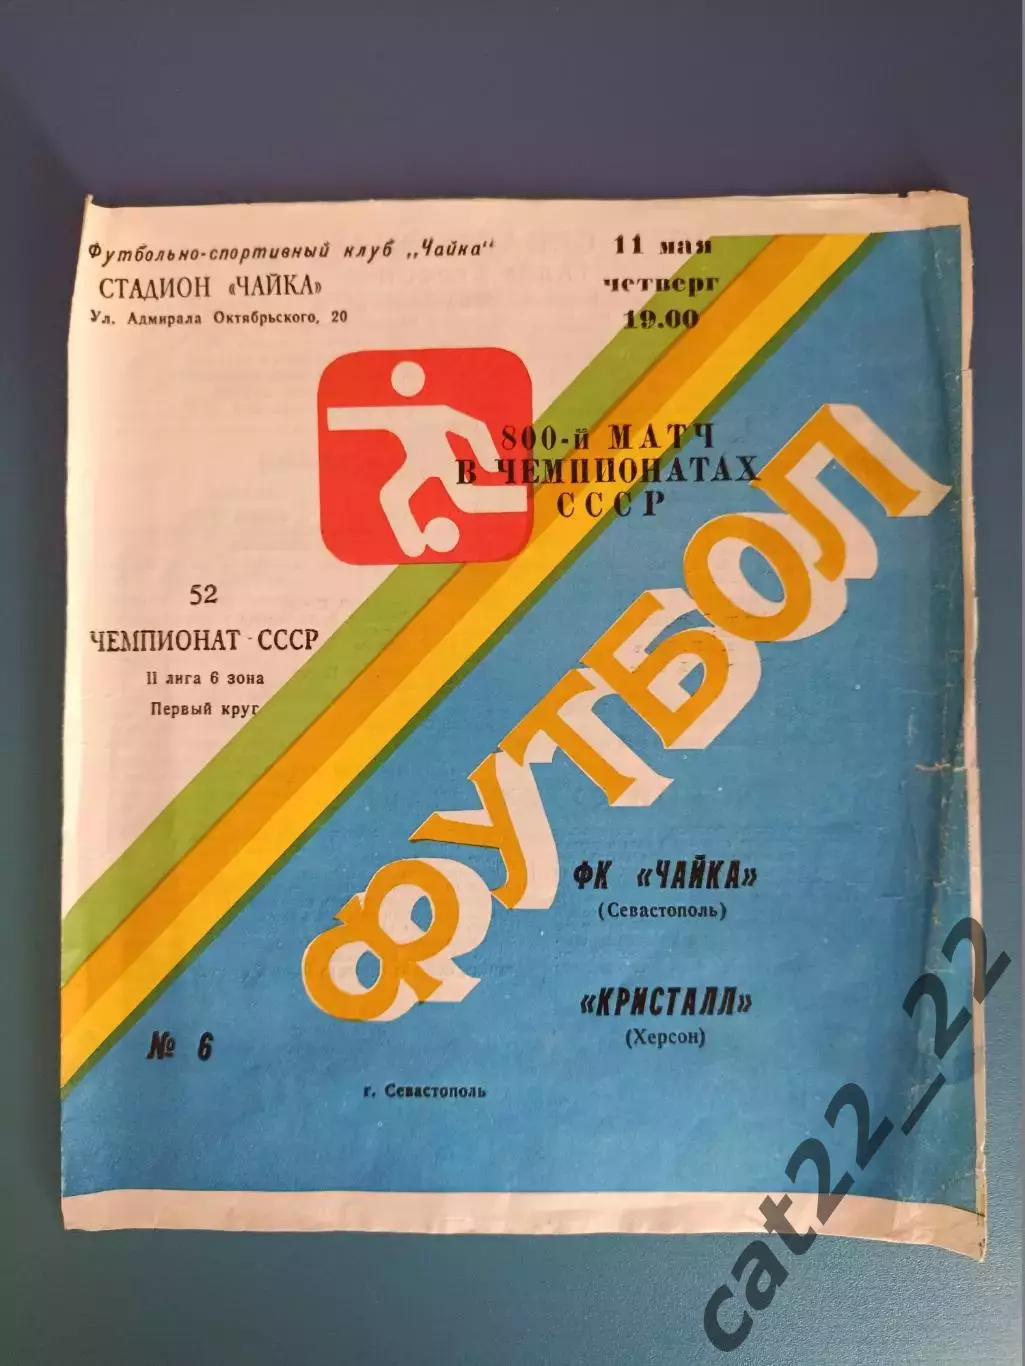 Футбольно-спортивный клуб „Чайка"
СТАДИОН «ЧАЙКА»
Ул. Адмирала Октябрьского, 20
11 мая
четверг
19.00
800-й МАТЧ
В ЧЕМПИОНАТАХ
СССР
52
ЧЕМПИОНАТ СССР
II лига 6 зона
Первый круг
ФУТБОЛ
ФК «ЧАЙКА»
(Севастополь)
«КРИСТАЛЛ»
(Херсон)
№ 6
г. Севастополь
cat22_22